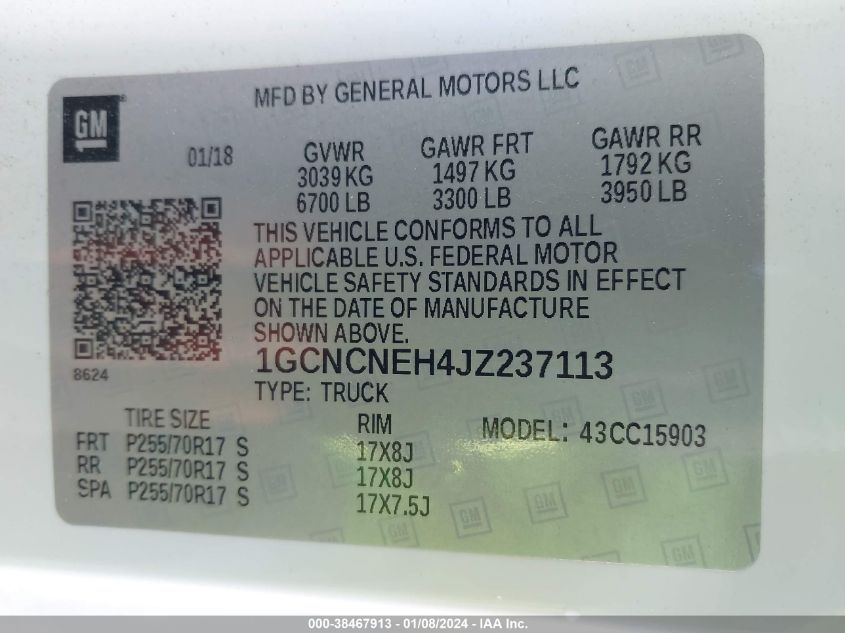 MFD BY GENERAL MOTORS LLC
GM
01/18
GVWR GAWR FRT GAWR RR
3039 KG 1497 KG 1792 KG
6700 LB 3300 LB 3950 LB
THIS VEHICLE CONFORMS TO ALL
APPLICABLE U.S. FEDERAL MOTOR
VEHICLE SAFETY STANDARDS IN EFFECT
ON THE DATE OF MANUFACTURE
SHOWN ABOVE.
8624
1GCNCNEH4JZ237113
TYPE: TRUCK
TIRE SIZE RIM MODEL: 43CC15903
FRT P255/70R17 S 17X8J
RR P255/70R17 S 17X8J
SPA P255/70R17 S 17X7.5J
000-38467913 - 01/08/2024 - IAA Inc.